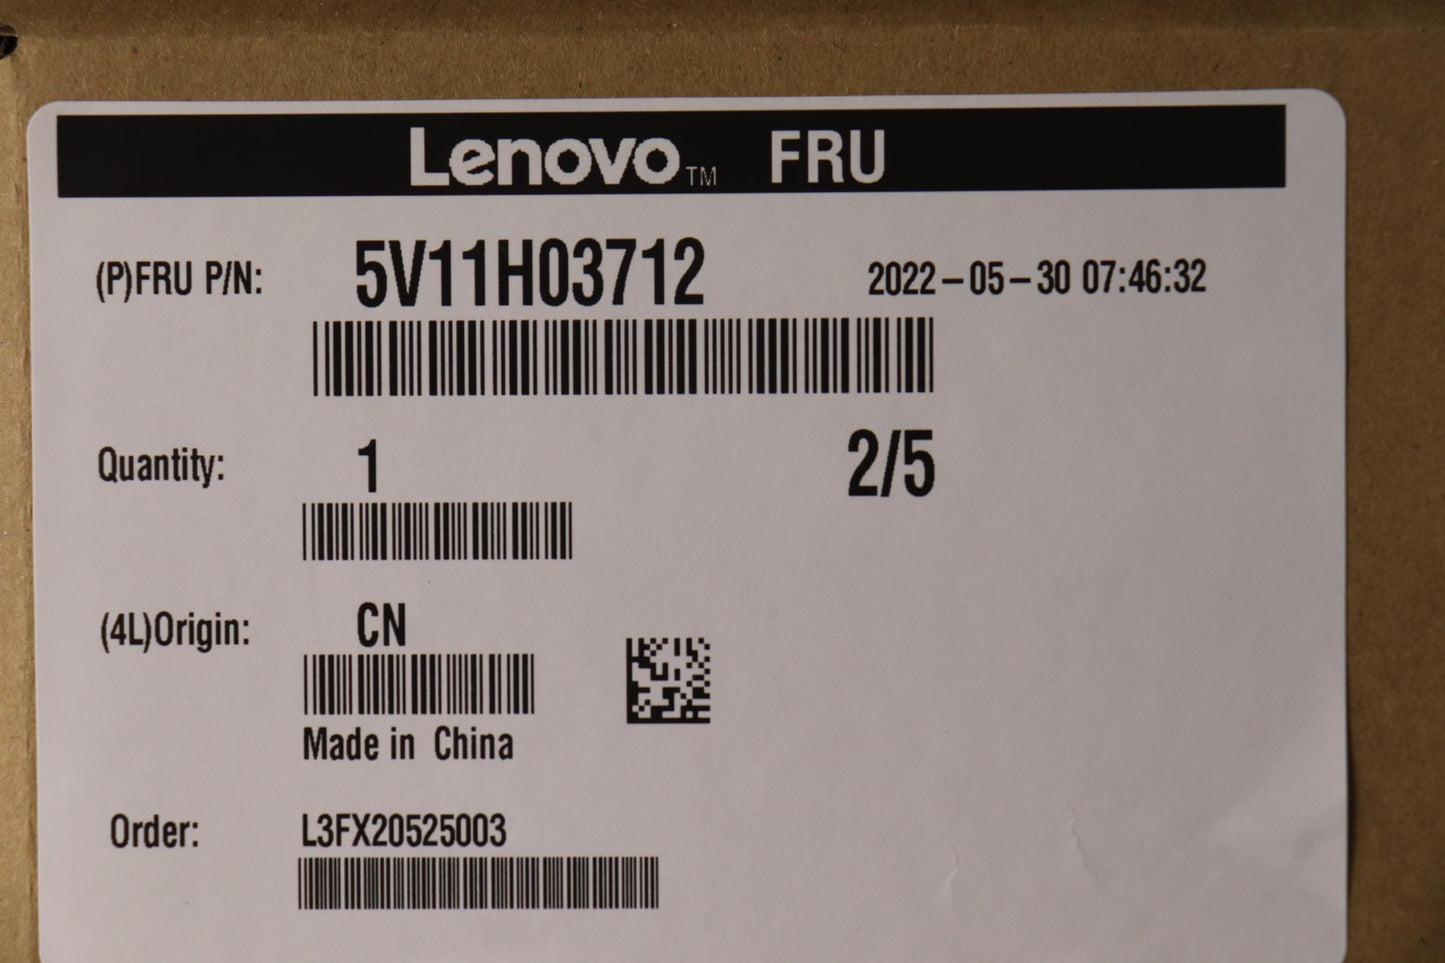 Lenovo™ FRU
(P)FRU P/N: 5V11H03712 2022-05-30 07:46:32
Quantity: 1 2/5
(4L)Origin: CN
Made in China
Order: L3FX20525003